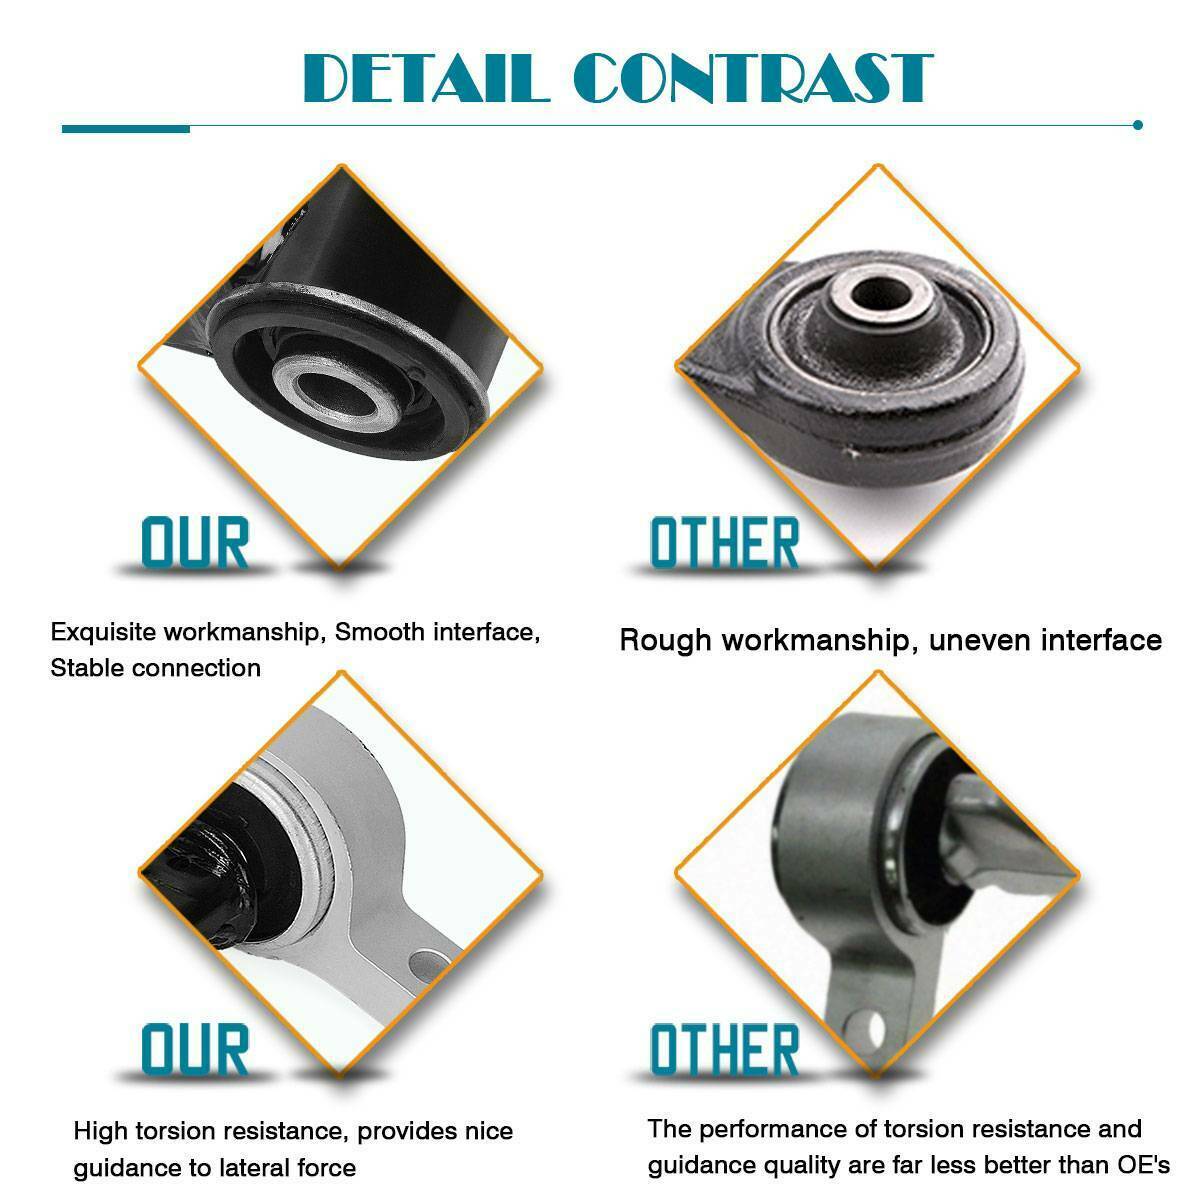 DETAIL CONTRAST
OUR
OTHER
Exquisite workmanship, Smooth interface,
Stable connection
Rough workmanship, uneven interface
OUR
OTHER
High torsion resistance, provides nice
guidance to lateral force
The performance of torsion resistance and
guidance quality are far less better than OE's